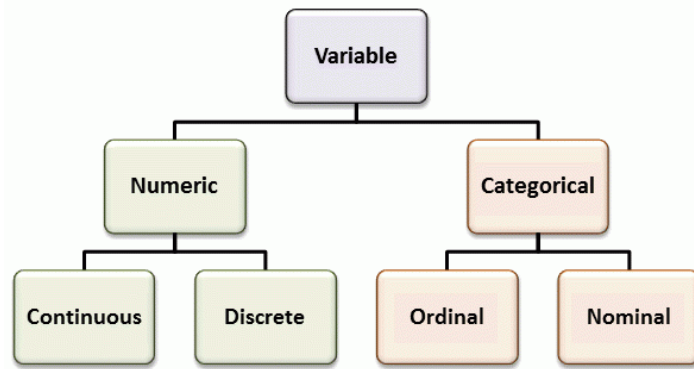 Variable
Numeric
Categorical
Continuous
Discrete
Ordinal
Nominal